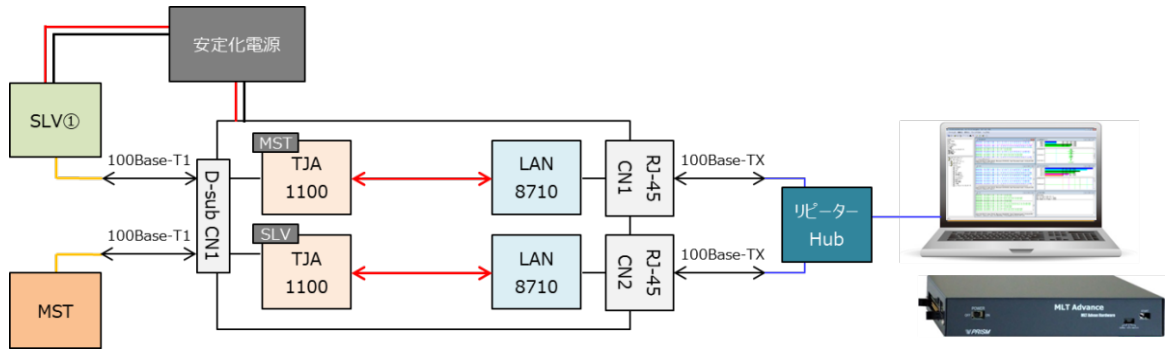 安定化電源
SLV①
100Base-T1
D-sub CN1
MST
TJA
1100
LAN
8710
RJ-45
CN1
100Base-TX
リピーター
Hub
MST
100Base-T1
SLV
TJA
1100
LAN
8710
RJ-45
CN2
100Base-TX
POWER
MLT Advance
PRISM